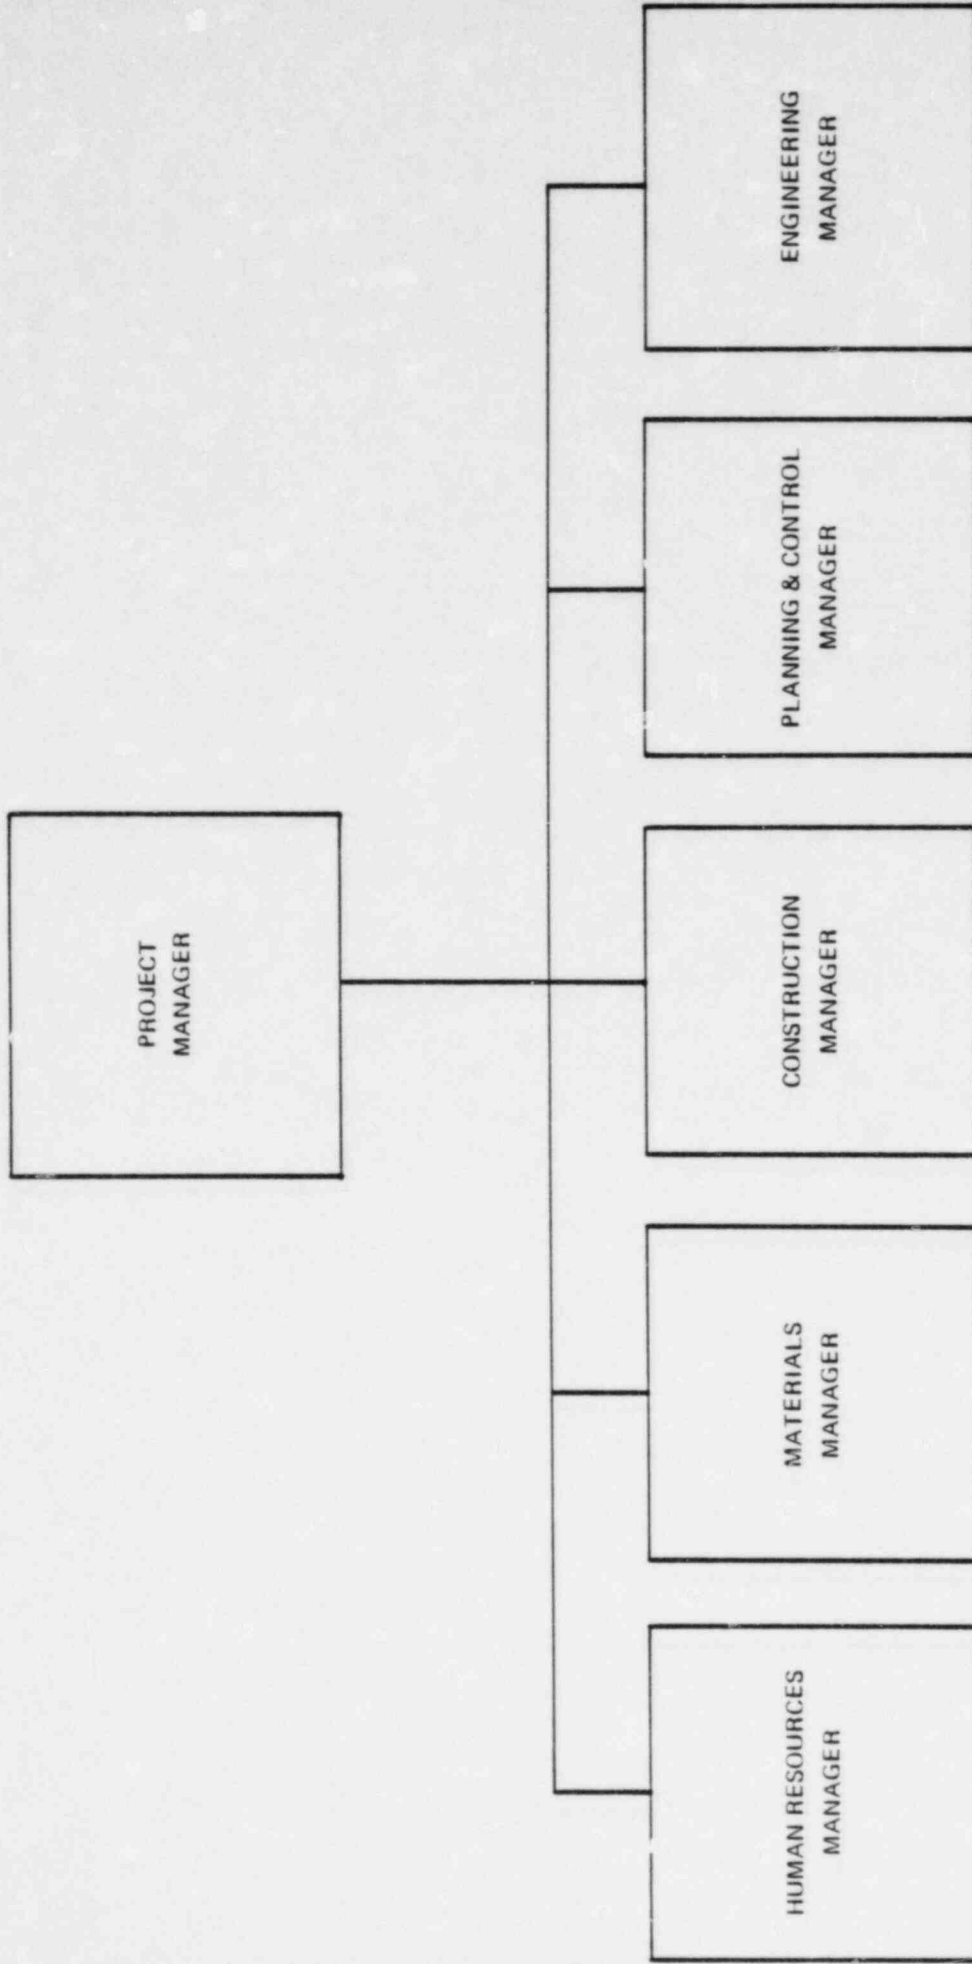 PROJECT
MANAGER
HUMAN RESOURCES
MANAGER
MATERIALS
MANAGER
CONSTRUCTION
MANAGER
PLANNING & CONTROL
MANAGER
ENGINEERING
MANAGER